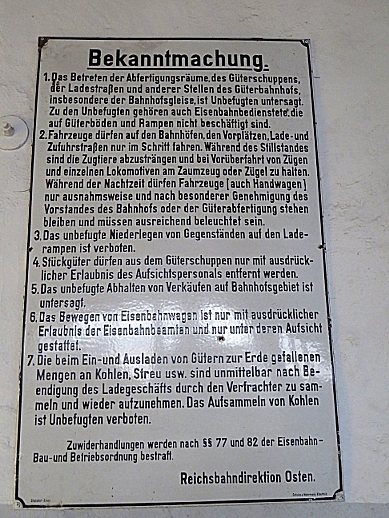 Bekanntmachung.
1. Das Betreten der Abfertigungsräume, des Güterschuppens,
der Ladestraßen und anderer Stellen des Güterbahnhofs,
insbesondere der Bahnhofsgleise, ist Unbefugten untersagt.
Zu den Unbefugten gehören auch Eisenbahnbedienstete, die
auf Güterböden und Rampen nicht beschäftigt sind.
2. Fahrzeuge dürfen auf den Bahnhöfen, den Vorplätzen, Lade- und
Zufuhrstraßen nur im Schritt fahren. Während des Stillstands
sind die Zugtiere abzusträngen und bei Vorüberfahrt von Zügen
und einzelnen Lokomotiven am Zaumzeug oder Zügel zu halten.
Während der Nachtzeit dürfen Fahrzeuge (auch Handwagen)
nur ausnahmsweise und nach besonderer Genehmigung des
Vorstandes des Bahnhofs oder der Güterabfertigung stehen
bleiben und müssen ausreichend beleuchtet sein.
3. Das unbefugte Niederlegen von Gegenständen auf den Lade-
rampen ist verboten.
4. Stückgüter dürfen aus dem Güterschuppen nur mit ausdrück-
licher Erlaubnis des Aufsichtspersonals entfernt werden.
5. Das unbefugte Abhalten von Verkäufen auf Bahnhofsgebiet ist
untersagt.
6. Das Bewegen von Eisenbahnwagen ist nur mit ausdrücklicher
Erlaubnis der Eisenbahnbeamten und nur unter deren Aufsicht
gestattet.
7. Die beim Ein- und Ausladen von Gütern zur Erde gefallenen
Mengen an Kohlen, Streu usw. sind unmittelbar nach Be-
endigung des Ladegeschäfts durch den Verfrachter zu sam-
meln und wieder aufzunehmen. Das Aufsammeln von Kohlen
ist Unbefugten verboten.
Zuwiderhandlungen werden nach §§ 77 und 82 der Eisenbahn-
Bau- und Betriebsordnung bestraft.
Reichsbahndirektion Osten.